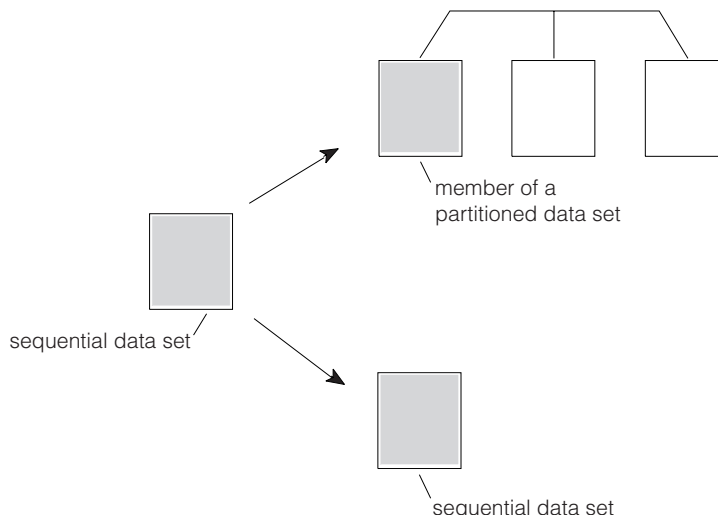 member of a
partitioned data set
sequential data set
sequential data set